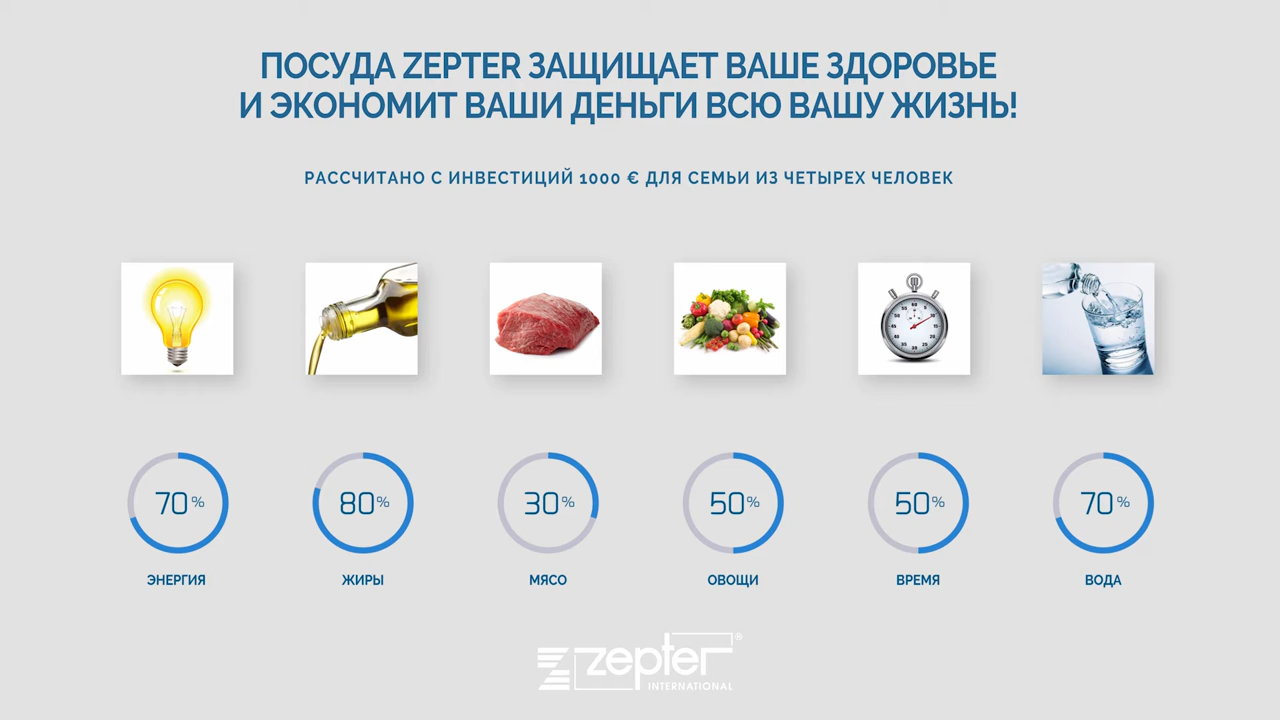 ПОСУДА ZEPTER ЗАЩИЩАЕТ ВАШЕ ЗДОРОВЬЕ
И ЭКОНОМИТ ВАШИ ДЕНЬГИ ВСЮ ВАШУ ЖИЗНЬ!
РАССЧИТАНО С ИНВЕСТИЦИЙ 1000 € ДЛЯ СЕМЬИ ИЗ ЧЕТЫРЕХ ЧЕЛОВЕК
70% 80% 30% 50% 50% 70%
ЭНЕРГИЯ ЖИРЫ МЯСО ОВОЩИ ВРЕМЯ ВОДА
zepter®
INTERNATIONAL